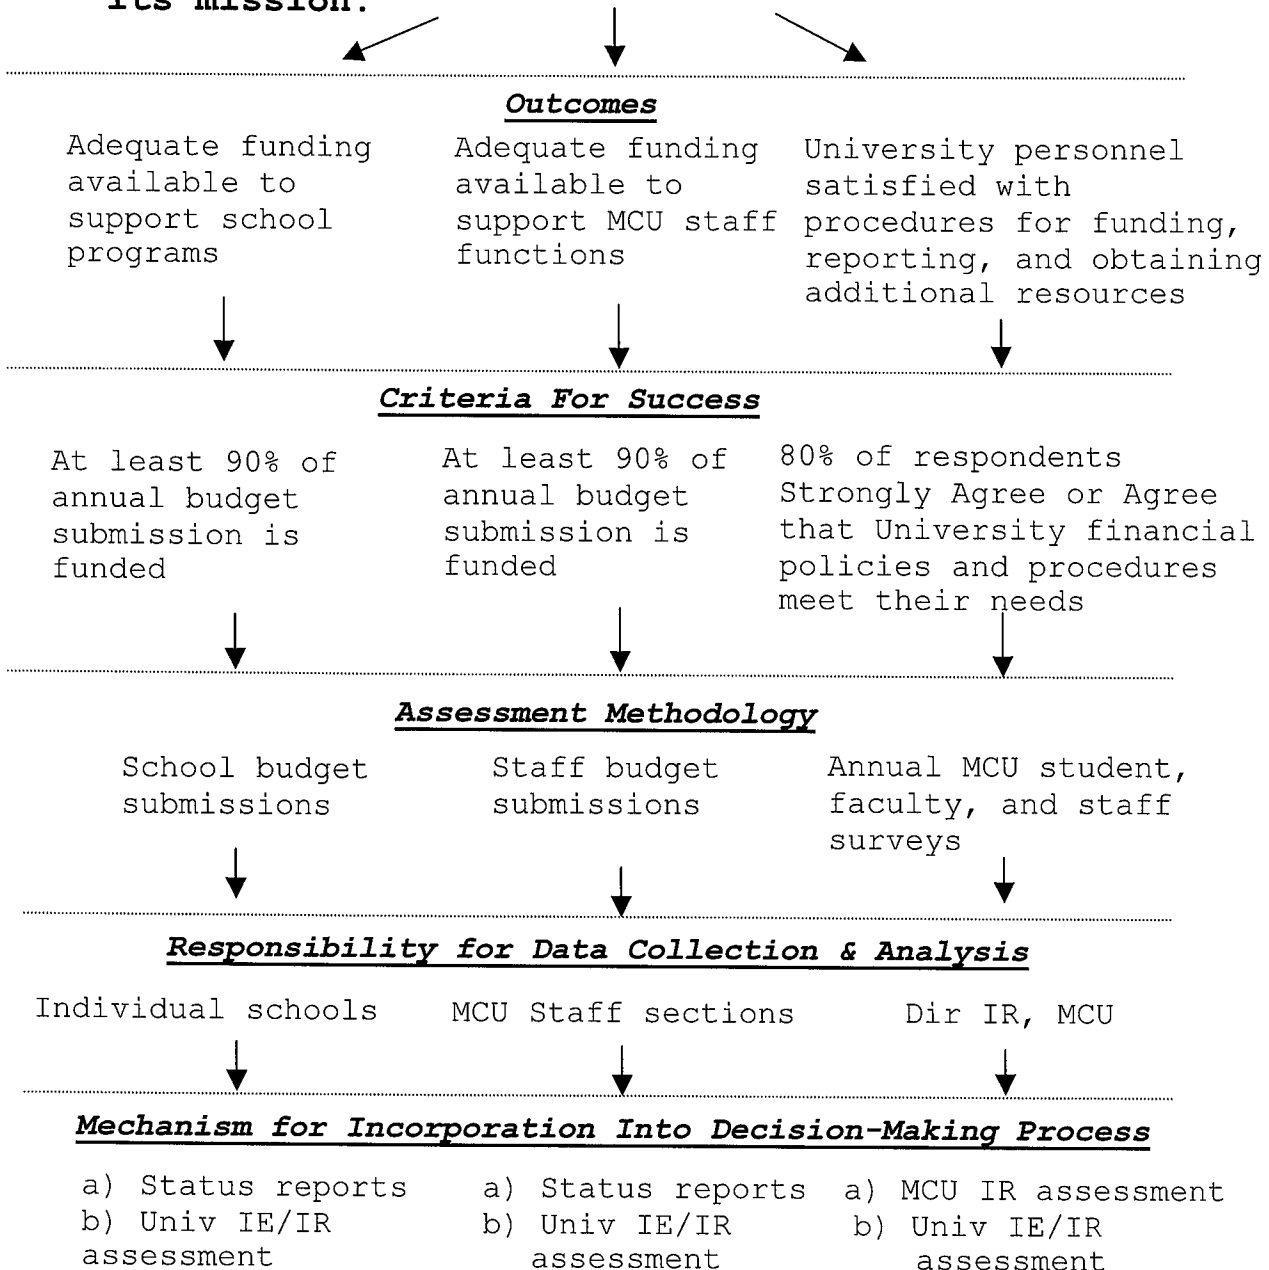 its mission.
Outcomes
Adequate funding
available to
support school
programs
Adequate funding
available to
support MCU staff
functions
University personnel
satisfied with
procedures for funding,
reporting, and obtaining
additional resources
Criteria For Success
At least 90% of
annual budget
submission is
funded
At least 90% of
annual budget
submission is
funded
80% of respondents
Strongly Agree or Agree
that University financial
policies and procedures
meet their needs
Assessment Methodology
School budget
submissions
Staff budget
submissions
Annual MCU student,
faculty, and staff
surveys
Responsibility for Data Collection & Analysis
Individual schools
MCU Staff sections
Dir IR, MCU
Mechanism for Incorporation Into Decision-Making Process
a) Status reports
b) Univ IE/IR
assessment
a) Status reports
b) Univ IE/IR
assessment
a) MCU IR assessment
b) Univ IE/IR
assessment